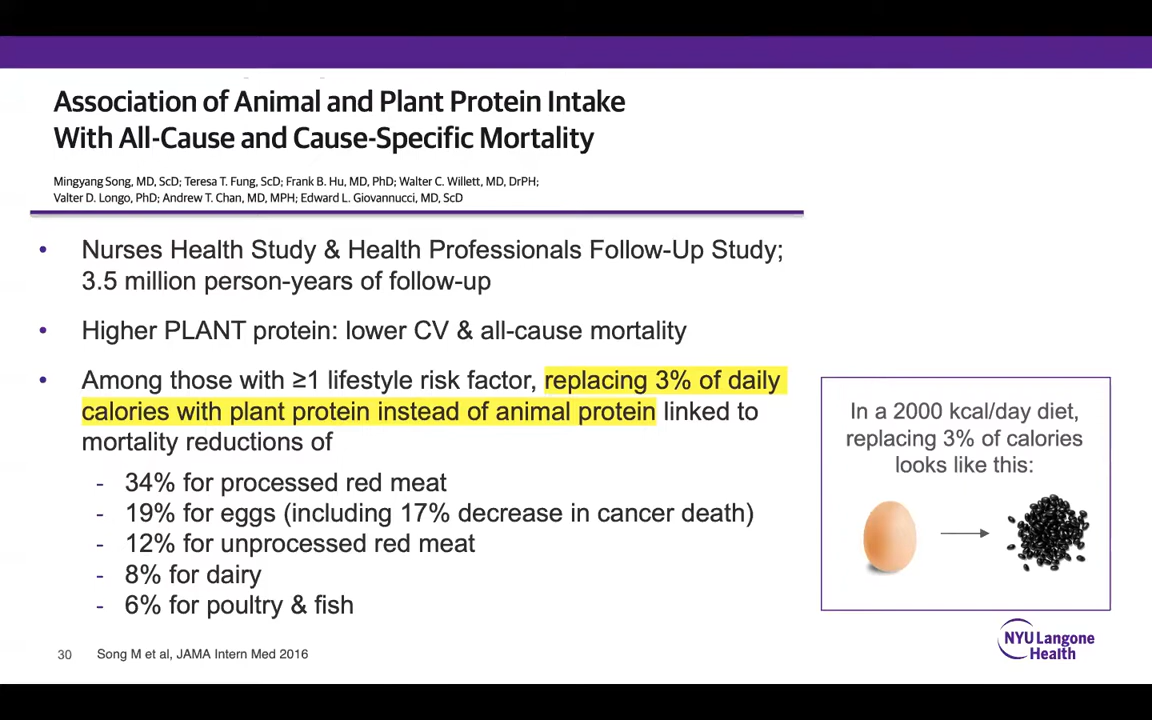 Association of Animal and Plant Protein Intake
With All-Cause and Cause-Specific Mortality
Mingyang Song, MD, ScD; Teresa T. Fung, ScD; Frank B. Hu, MD, PhD; Walter C. Willett, MD, DrPH;
Valter D. Longo, PhD; Andrew T. Chan, MD, MPH; Edward L. Giovannucci, MD, ScD
• Nurses Health Study & Health Professionals Follow-Up Study;
3.5 million person-years of follow-up
• Higher PLANT protein: lower CV & all-cause mortality
• Among those with ≥1 lifestyle risk factor, replacing 3% of daily
calories with plant protein instead of animal protein linked to
mortality reductions of
- 34% for processed red meat
- 19% for eggs (including 17% decrease in cancer death)
- 12% for unprocessed red meat
- 8% for dairy
- 6% for poultry & fish
In a 2000 kcal/day diet,
replacing 3% of calories
looks like this:
30 Song M et al, JAMA Intern Med 2016
NYU Langone
Health